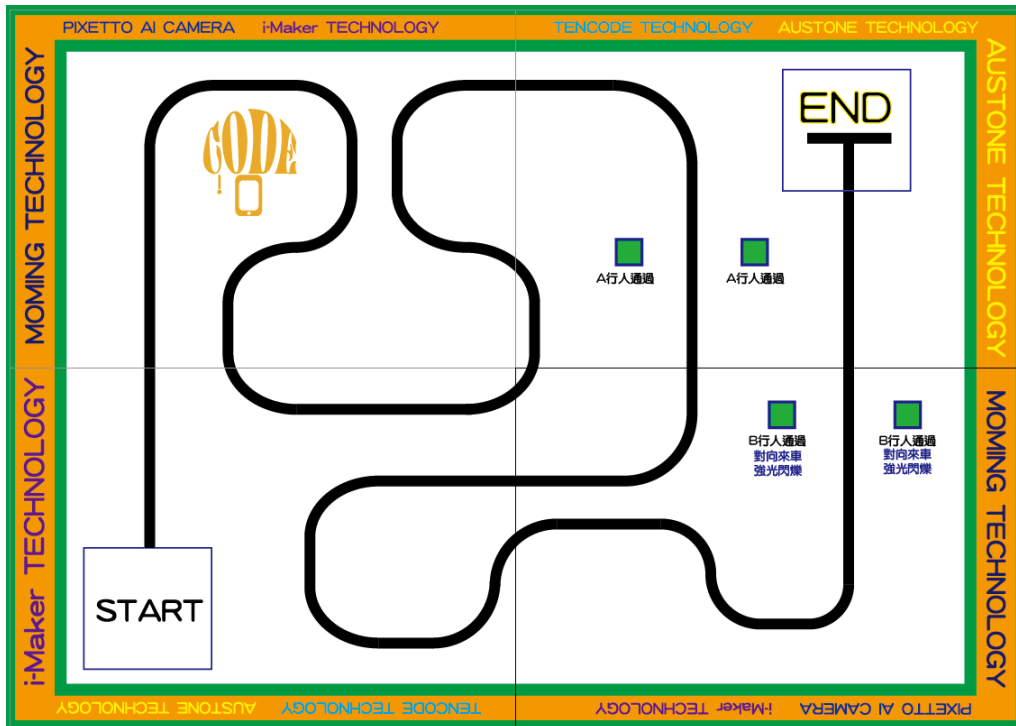 PIXETTO AI CAMERA
i-Maker TECHNOLOGY
TENCODE TECHNOLOGY
AUSTONE TECHNOLOGY
MOMING TECHNOLOGY
i-Maker TECHNOLOGY
CODE
END
A行人通過
A行人通過
B行人通過
對向來車
強光閃爍
B行人通過
對向來車
強光閃爍
START
AUSTONE TECHNOLOGY
MOMING TECHNOLOGY
AUSTONE TECHNOLOGY
TENCODE TECHNOLOGY
i-Maker TECHNOLOGY
PIXETTO AI CAMERA